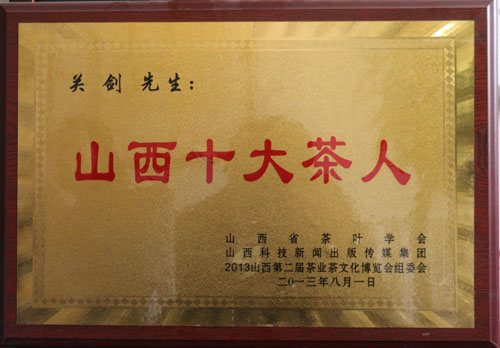 关剑先生：
山西十大茶人
山西省茶叶学会
山西科技新闻出版传媒集团
2013山西第二届茶业茶文化博览会组委会
二〇一三年八月一日